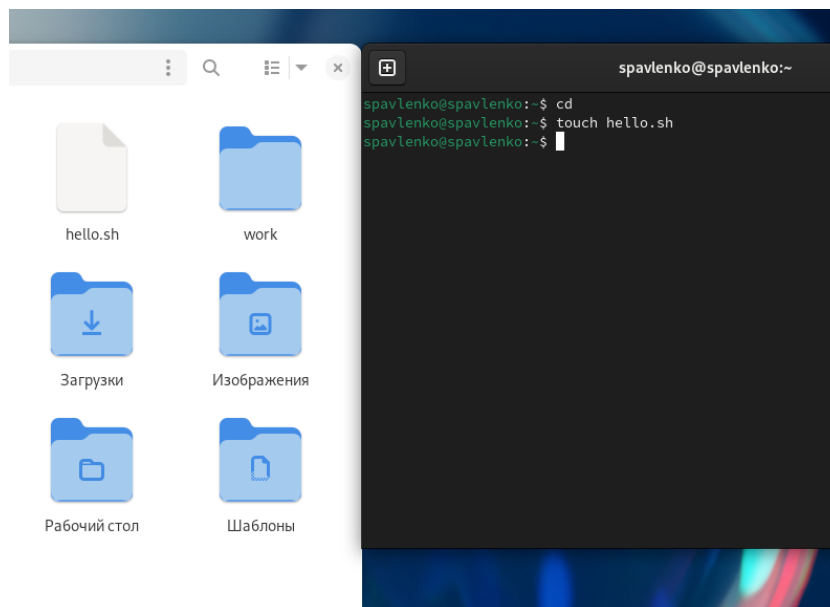 hello.sh
work
Загрузки
Изображения
Рабочий стол
Шаблоны
spavlenko@spavlenko:~
spavlenko@spavlenko:~$ cd
spavlenko@spavlenko:~$ touch hello.sh
spavlenko@spavlenko:~$